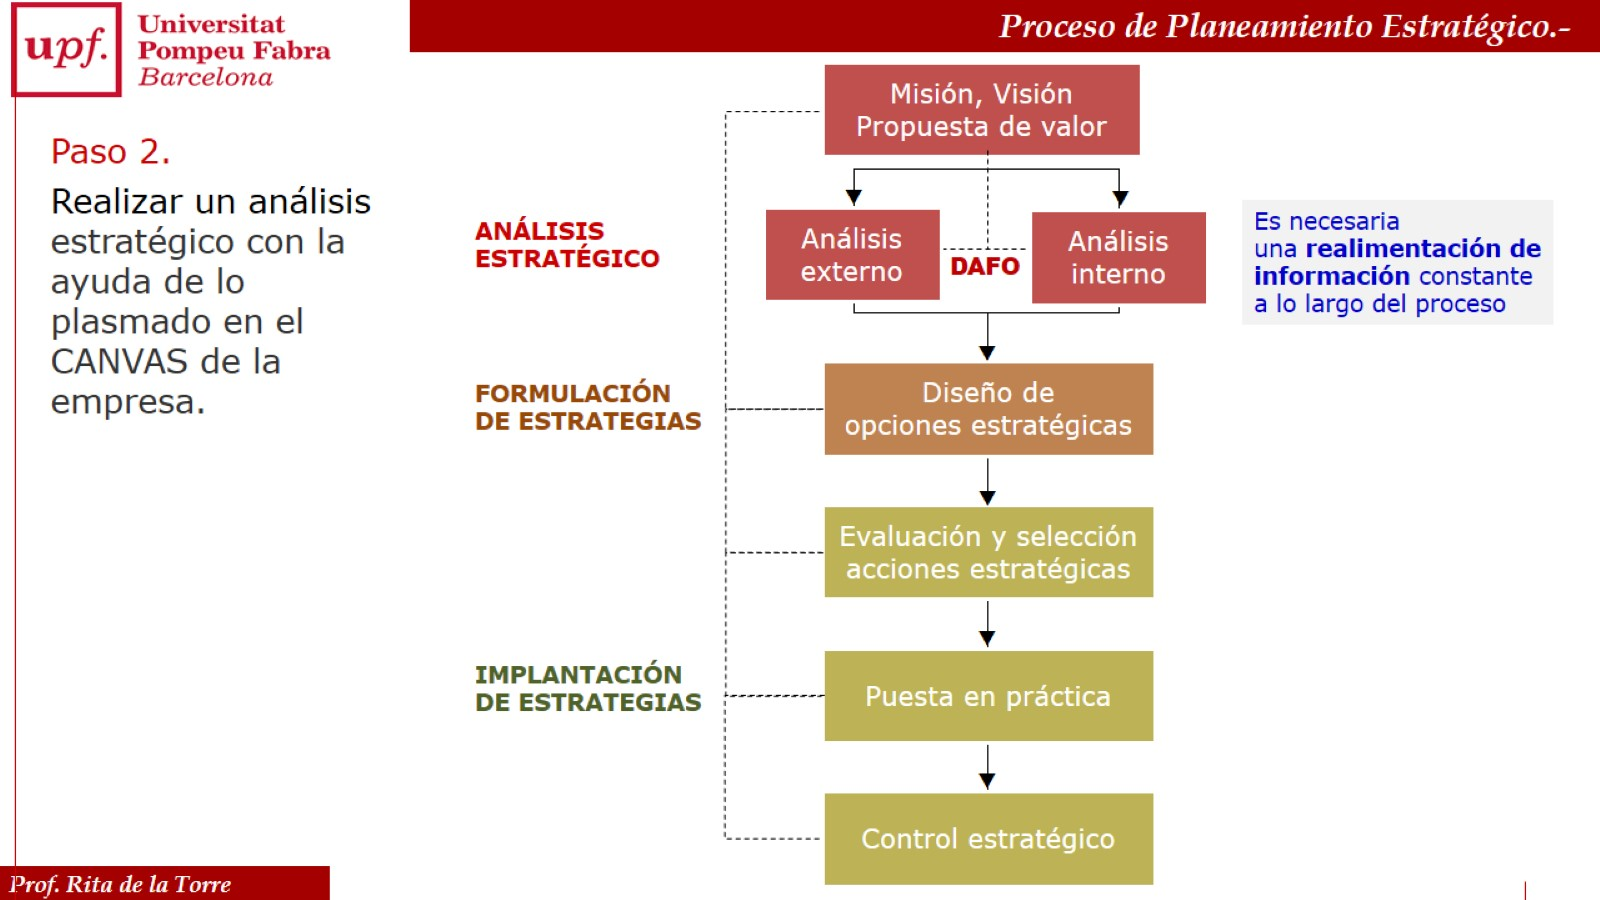 upf.
Universitat
Pompeu Fabra
Barcelona
Proceso de Planeamiento Estratégico.-
Paso 2.
Realizar un análisis
estratégico con la
ayuda de lo
plasmado en el
CANVAS de la
empresa.
Misión, Visión
Propuesta de valor
ANÁLISIS
ESTRATÉGICO
Análisis
externo
DAFO
Análisis
interno
Es necesaria
una realimentación de
información constante
a lo largo del proceso
FORMULACIÓN
DE ESTRATEGIAS
Diseño de
opciones estratégicas
Evaluación y selección
acciones estratégicas
IMPLANTACIÓN
DE ESTRATEGIAS
Puesta en práctica
Control estratégico
Prof. Rita de la Torre